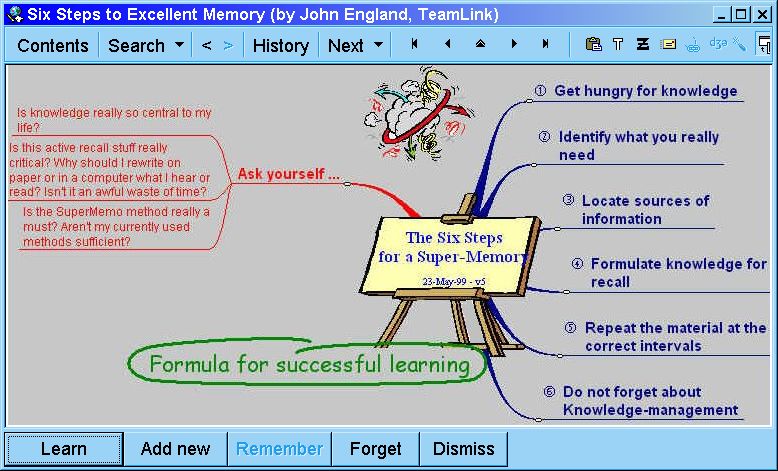 Six Steps to Excellent Memory (by John England, TeamLink)
Contents Search < > History Next
Is knowledge really so central to my
life?
Is this active recall stuff really
critical? Why should I rewrite on
paper or in a computer what I hear or
read? Isn't it an awful waste of time?
Is the SuperMemo method really a
must? Aren't my currently used
methods sufficient?
Ask yourself ...
The Six Steps
for a Super-Memory
23-May-99 - v5
① Get hungry for knowledge
② Identify what you really
need
③ Locate sources of
information
④ Formulate knowledge for
recall
⑤ Repeat the material at the
correct intervals
⑥ Do not forget about
Knowledge-management
Formula for successful learning
Learn Add new Remember Forget Dismiss